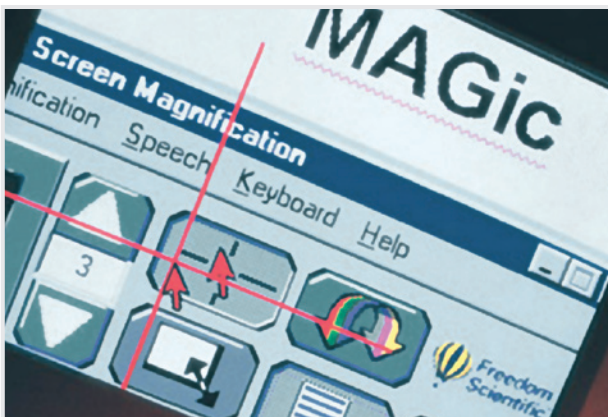 MAGic
Screen Magnification
nification Speech Keyboard Help
3
Freedom
Scientific